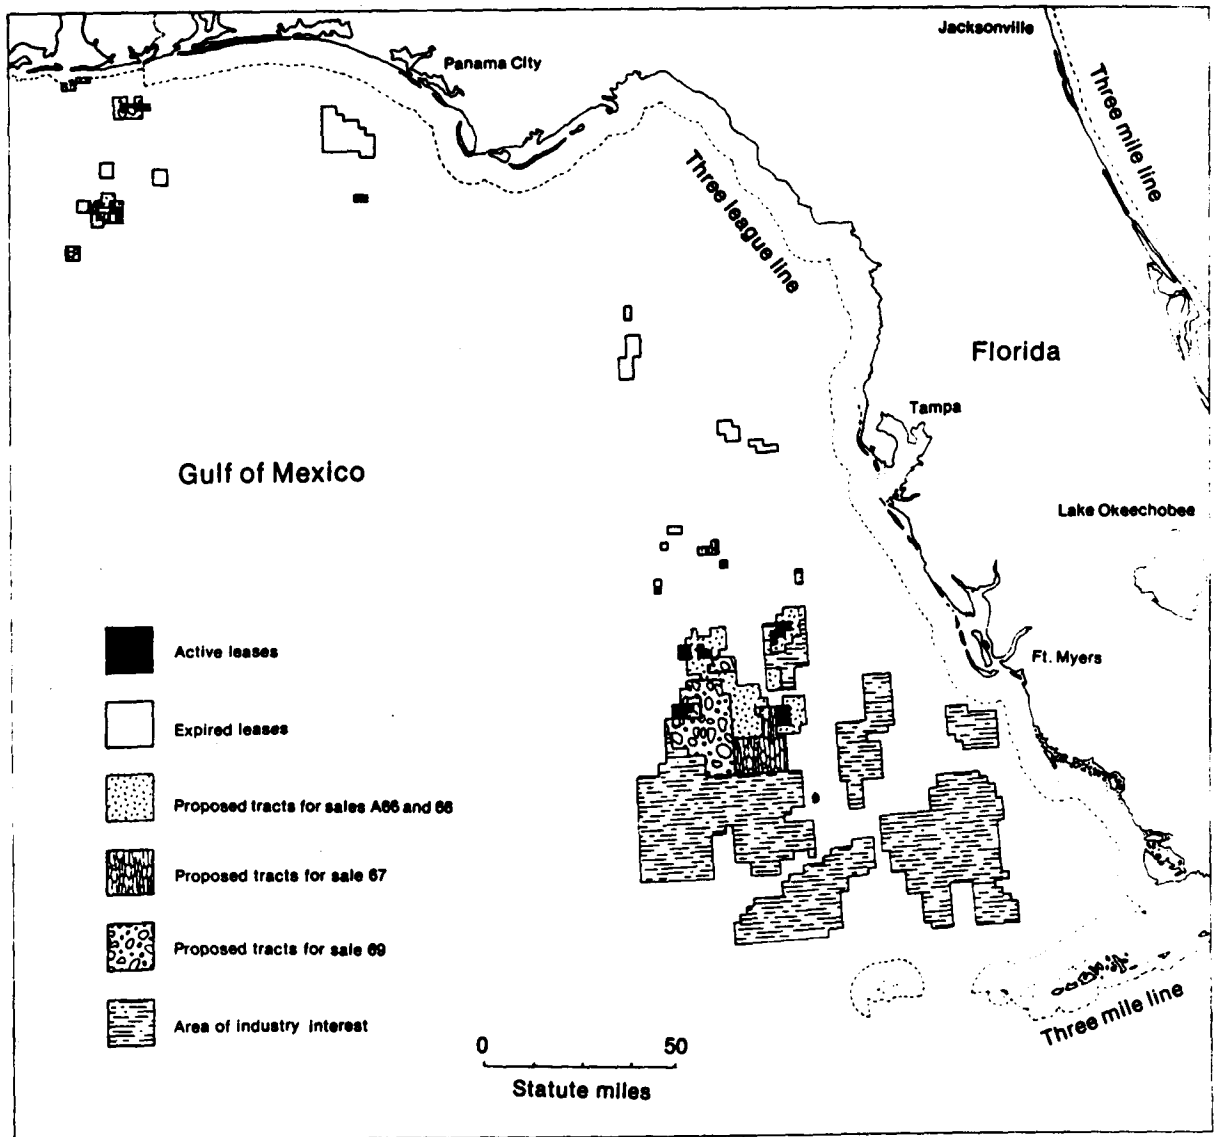 Jacksonville
Panama City
Three mile line
Three league line
Florida
Tampa
Gulf of Mexico
Lake Okeechobee
Active leases
Ft. Myers
Expired leases
Proposed tracts for sales A66 and 66
Proposed tracts for sale 67
Proposed tracts for sale 69
Area of industry interest
Three mile line
0 50
Statute miles